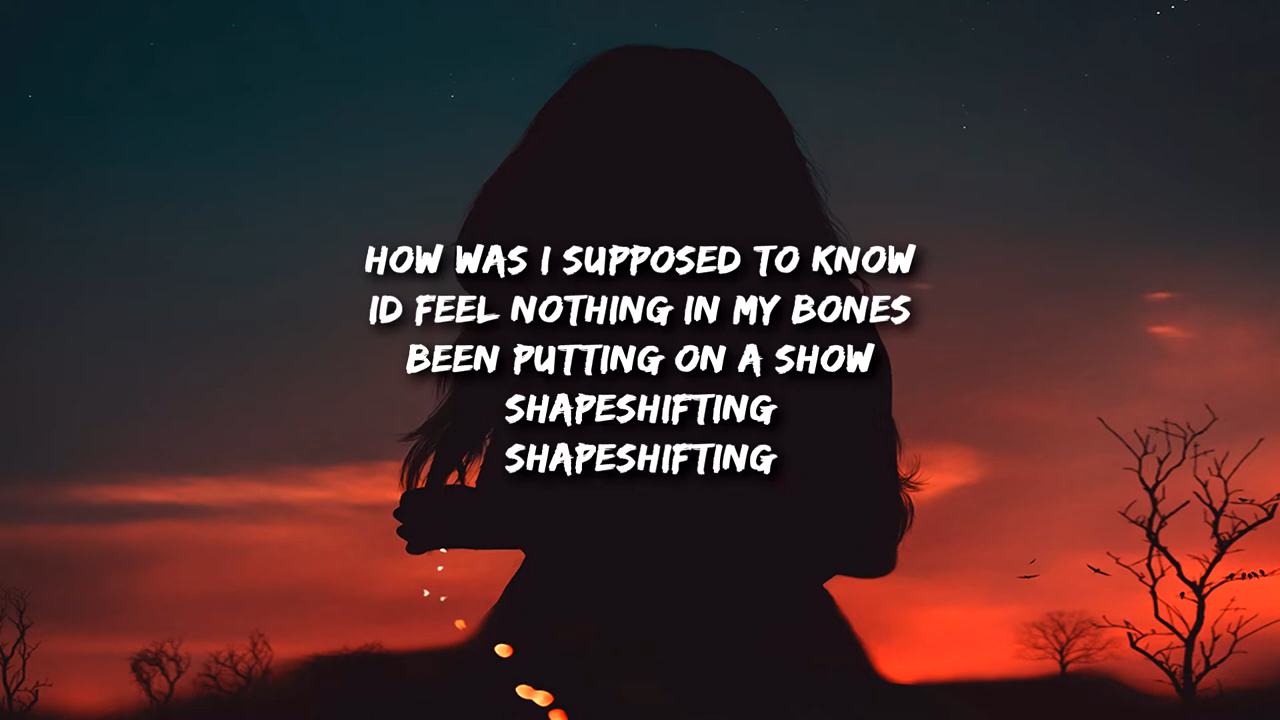 HOW WAS I SUPPOSED TO KNOW
ID FEEL NOTHING IN MY BONES
BEEN PUTTING ON A SHOW
SHAPESHIFTING
SHAPESHIFTING